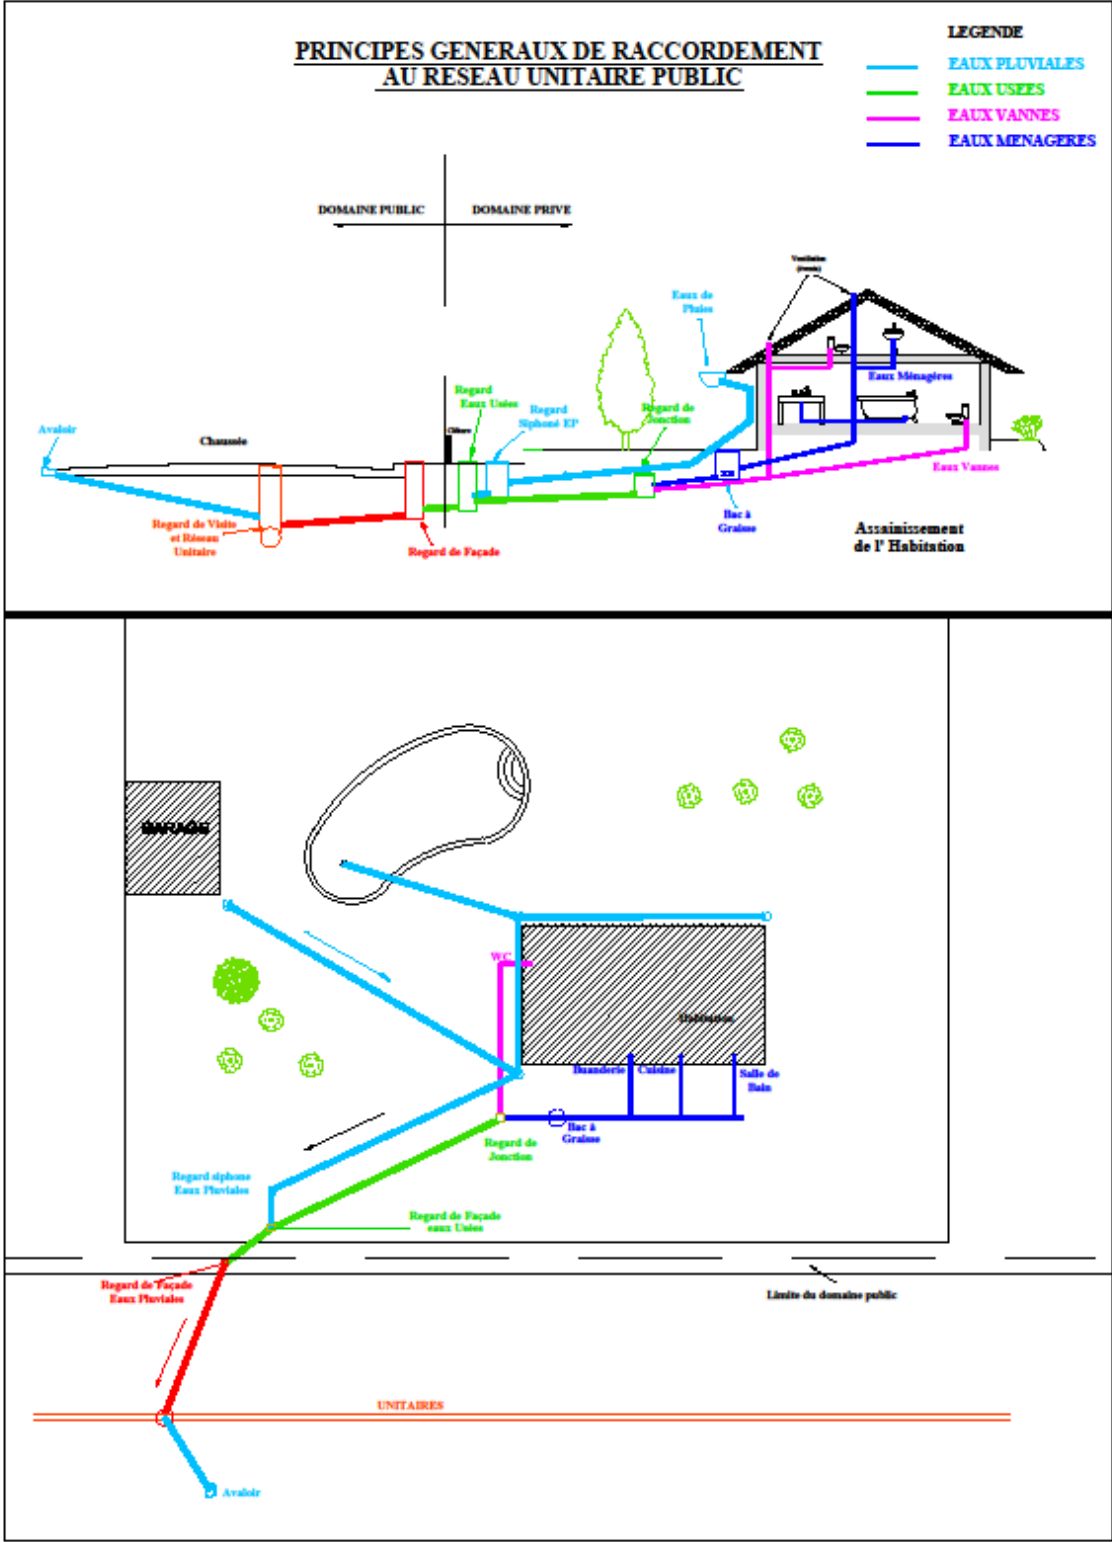 PRINCIPES GENERAUX DE RACCORDEMENT
AU RESEAU UNITAIRE PUBLIC
LEGENDE
EAUX PLUVIALES
EAUX USEES
EAUX VANNES
EAUX MENAGERES
DOMAINE PUBLIC
DOMAINE PRIVE
Ventilation
Eaux de
Pluies
Eaux Ménagères
Regard
Eaux Usées
Regard
Siphoné EP
Regard de
Jonction
Avaloir
Chaussée
Clôture
Eaux Vannes
Regard de Visite
et Réseau
Unitaire
Regard de Façade
Bac à
Graisse
Assainissement
de l' Habitation
GARAGE
WC
Habitation
Buanderie
Cuisine
Salle de
Bain
Bac à
Graisse
Regard de
Jonction
Regard siphone
Eaux Pluviales
Regard de Façade
eaux Usées
Regard de Façade
Eaux Pluviales
Limite du domaine public
UNITAIRES
Avaloir